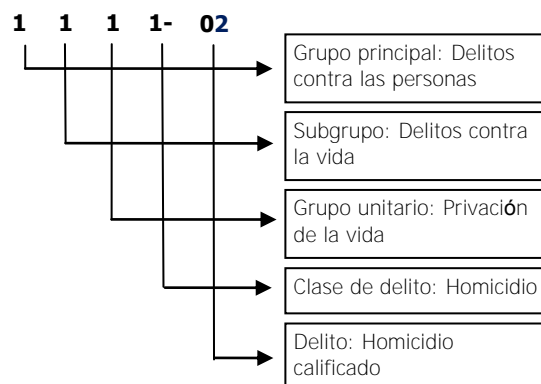 1 1 1 1- 02
Grupo principal: Delitos
contra las personas
Subgrupo: Delitos contra
la vida
Grupo unitario: Privación
de la vida
Clase de delito: Homicidio
Delito: Homicidio
calificado